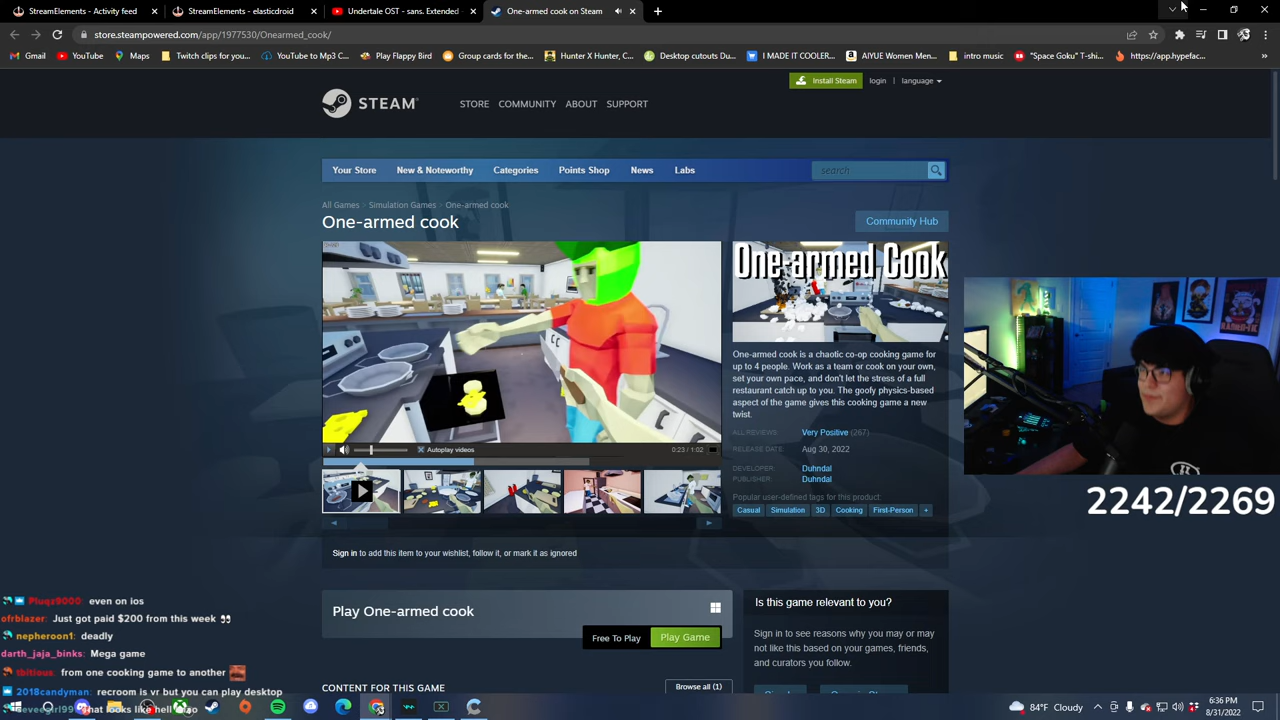 StreamElements - Activity feed
StreamElements - elasticdroid
Undertale OST - sans. Extended
One-armed cook on Steam
store.steampowered.com/app/1977530/Onearmed_cook/
Gmail
YouTube
Maps
Twitch clips for you...
YouTube to Mp3 C...
Play Flappy Bird
Group earrings for...
Hunter X Hunter, C...
Desktop cutouts D...
I MADE IT COOLER...
AIYUE Women Men...
intro music
"Space Goku" T-shi...
https://app.hypefac...
Install Steam
login
language
STEAM
STORE COMMUNITY ABOUT SUPPORT
Your Store New & Noteworthy Categories Points Shop News Labs
search
All Games Simulation Games One-armed cook
One-armed cook
Community Hub
One-armed Cook
One-armed cook is a chaotic co-op cooking game for
up to 4 people. Work as a team or cook on your own,
set your own pace, and don't let the stress of a full
restaurant catch up to you. The goofy physics-based
aspect of the game gives this cooking game a new
twist.
ALL REVIEWS: Very Positive (267)
RELEASE DATE: Aug 30, 2022
DEVELOPER: Duhndal
PUBLISHER: Duhndal
Popular user-defined tags for this product:
Casual Simulation 3D Cooking First-Person +
Autoplay videos
0:23 / 1:02
2242/2269
Sign in to add this item to your wishlist, follow it, or mark it as ignored
Play One-armed cook
Free To Play
Play Game
Is this game relevant to you?
Sign in to see reasons why you may or may
not like this based on your games, friends,
and curators you follow.
CONTENT FOR THIS GAME
Browse all (1)
Pluqz9000: even on ios
ofrblazer: Just got paid $200 from this week
nepheroon1: deadly
darth_jaja_binks: Mega game
tbitious: from one cooking game to another
2018candyman: recroom is vr but you can play desktop
84°F Cloudy
6:36 PM
8/31/2022